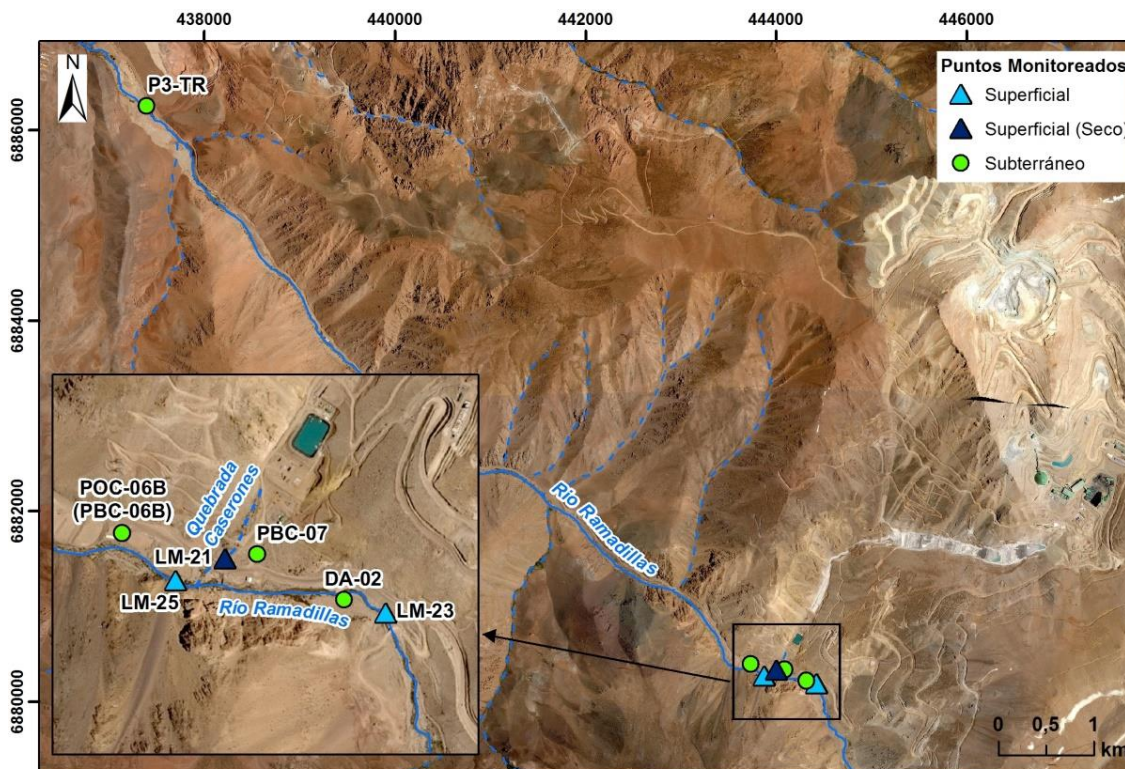 438000
440000
442000
444000
446000
6886000
6884000
6882000
6880000
N
P3-TR
Puntos Monitoreados
Superficial
Superficial (Seco)
Subterráneo
POC-06B
(PBC-06B)
Quebrada
Caserones
LM-21
PBC-07
LM-25
DA-02
LM-23
Río Ramadillas
Río Ramadillas
0 0,5 1
km